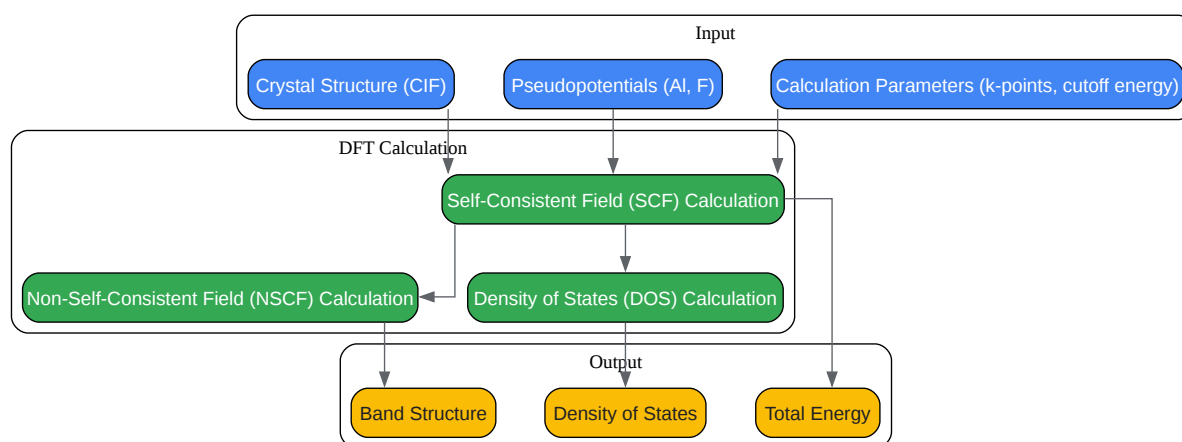 Input
Crystal Structure (CIF)
Pseudopotentials (Al, F)
Calculation Parameters (k-points, cutoff energy)
DFT Calculation
Self-Consistent Field (SCF) Calculation
Non-Self-Consistent Field (NSCF) Calculation
Density of States (DOS) Calculation
Output
Band Structure
Density of States
Total Energy